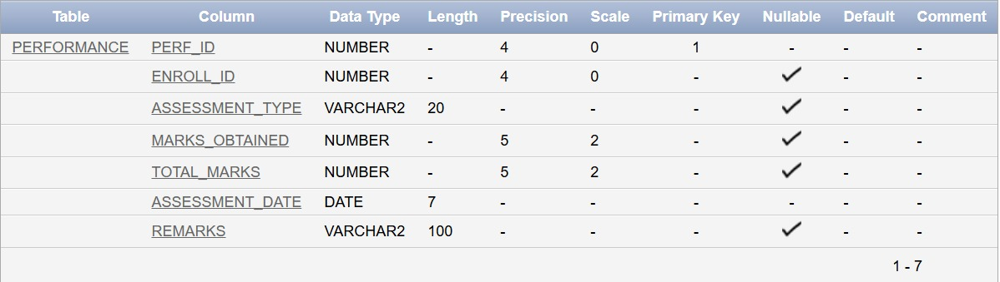 Table Column Data Type Length Precision Scale Primary Key Nullable Default Comment
PERFORMANCE PERF_ID NUMBER - 4 0 1 - - -
ENROLL_ID NUMBER - 4 0 - ✓ - -
ASSESSMENT_TYPE VARCHAR2 20 - - - ✓ - -
MARKS_OBTAINED NUMBER - 5 2 - ✓ - -
TOTAL_MARKS NUMBER - 5 2 - ✓ - -
ASSESSMENT_DATE DATE 7 - - - - - -
REMARKS VARCHAR2 100 - - - ✓ - -
1 - 7